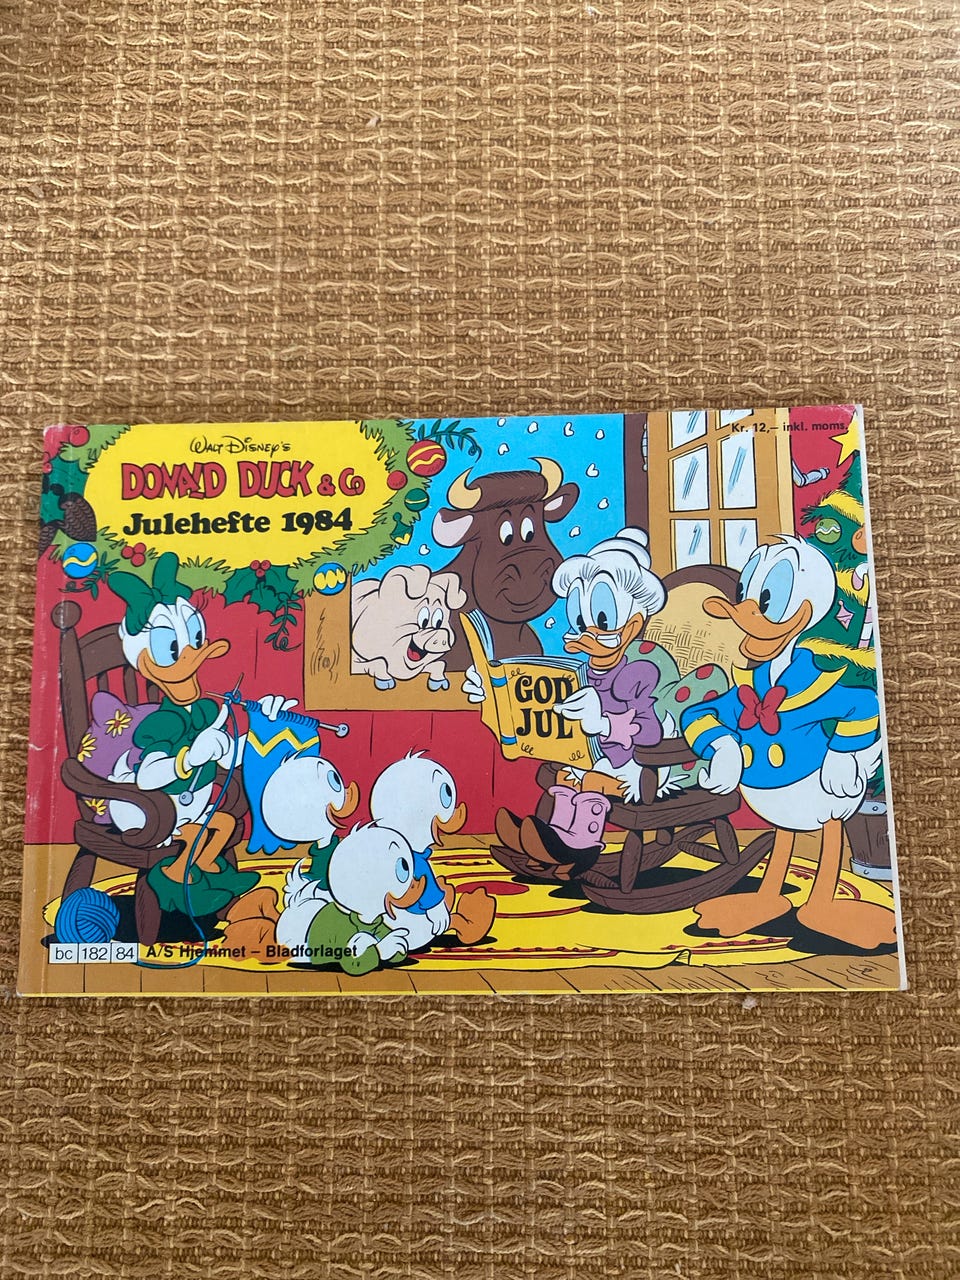 Walt Disney's
DONALD DUCK & Co
Julehefte 1984
Kr. 12,– inkl. moms.
GOD
JUL
bc 182 84 A/S Hjemmet – Bladforlaget